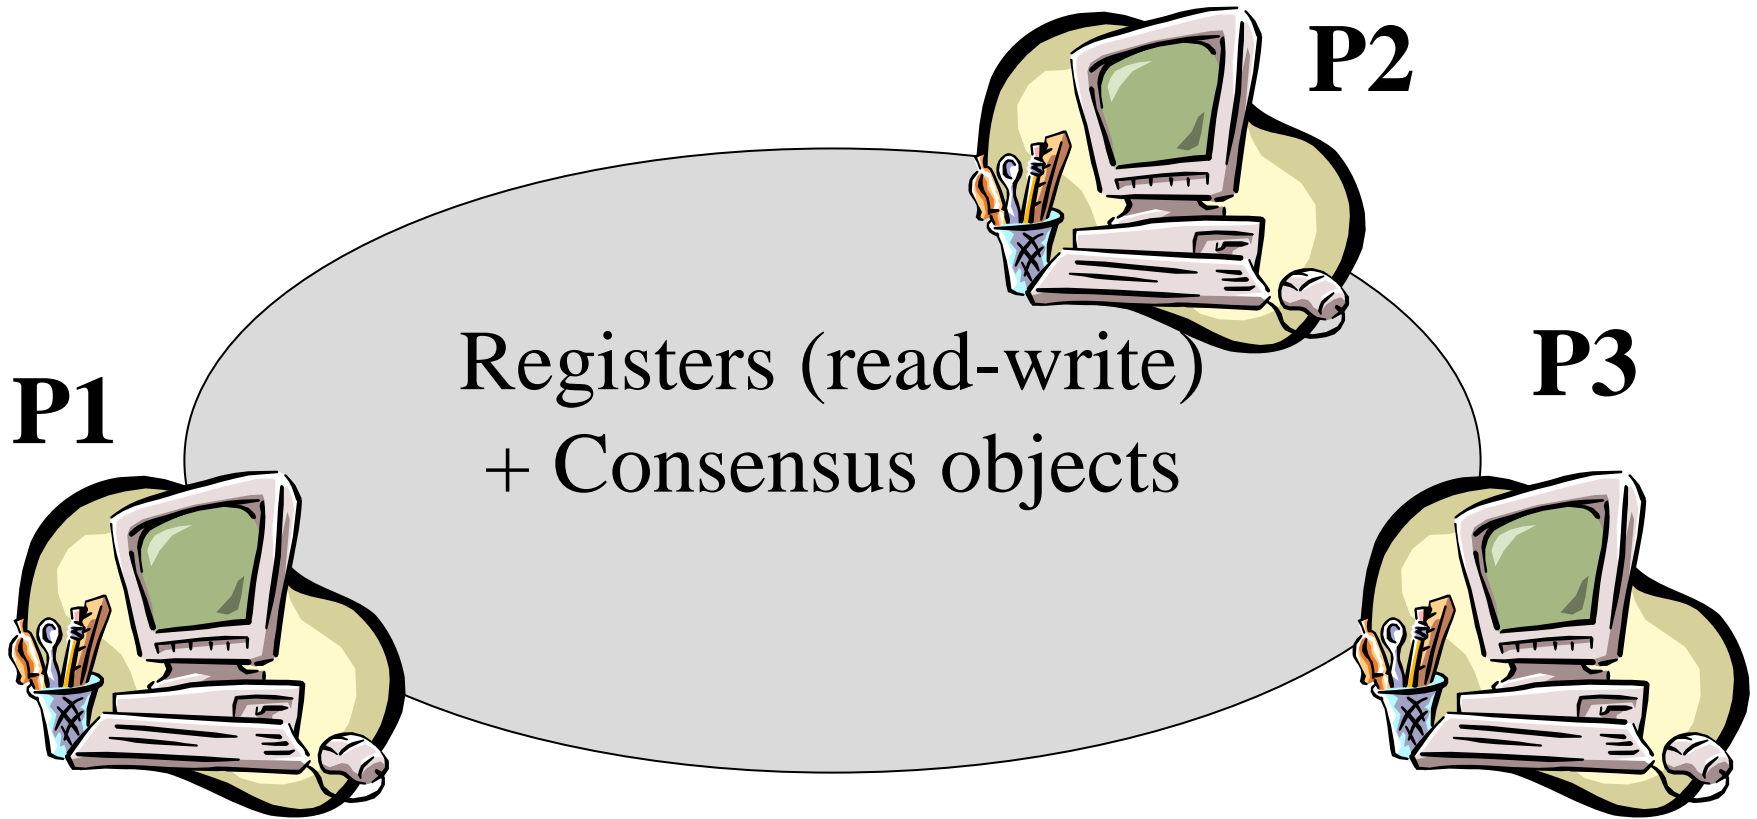 P2
Registers (read-write)
P3
P1
+ Consensus objects